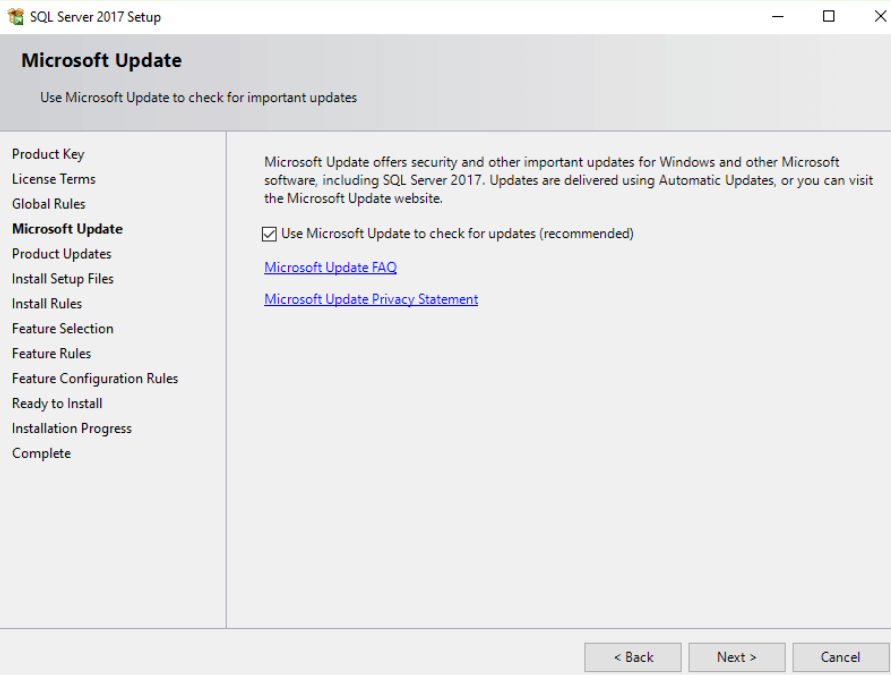 SQL Server 2017 Setup
Microsoft Update
Use Microsoft Update to check for important updates
Product Key
License Terms
Global Rules
Microsoft Update
Product Updates
Install Setup Files
Install Rules
Feature Selection
Feature Rules
Feature Configuration Rules
Ready to Install
Installation Progress
Complete
Microsoft Update offers security and other important updates for Windows and other Microsoft
software, including SQL Server 2017. Updates are delivered using Automatic Updates, or you can visit
the Microsoft Update website.
Use Microsoft Update to check for updates (recommended)
Microsoft Update FAQ
Microsoft Update Privacy Statement
< Back
Next >
Cancel